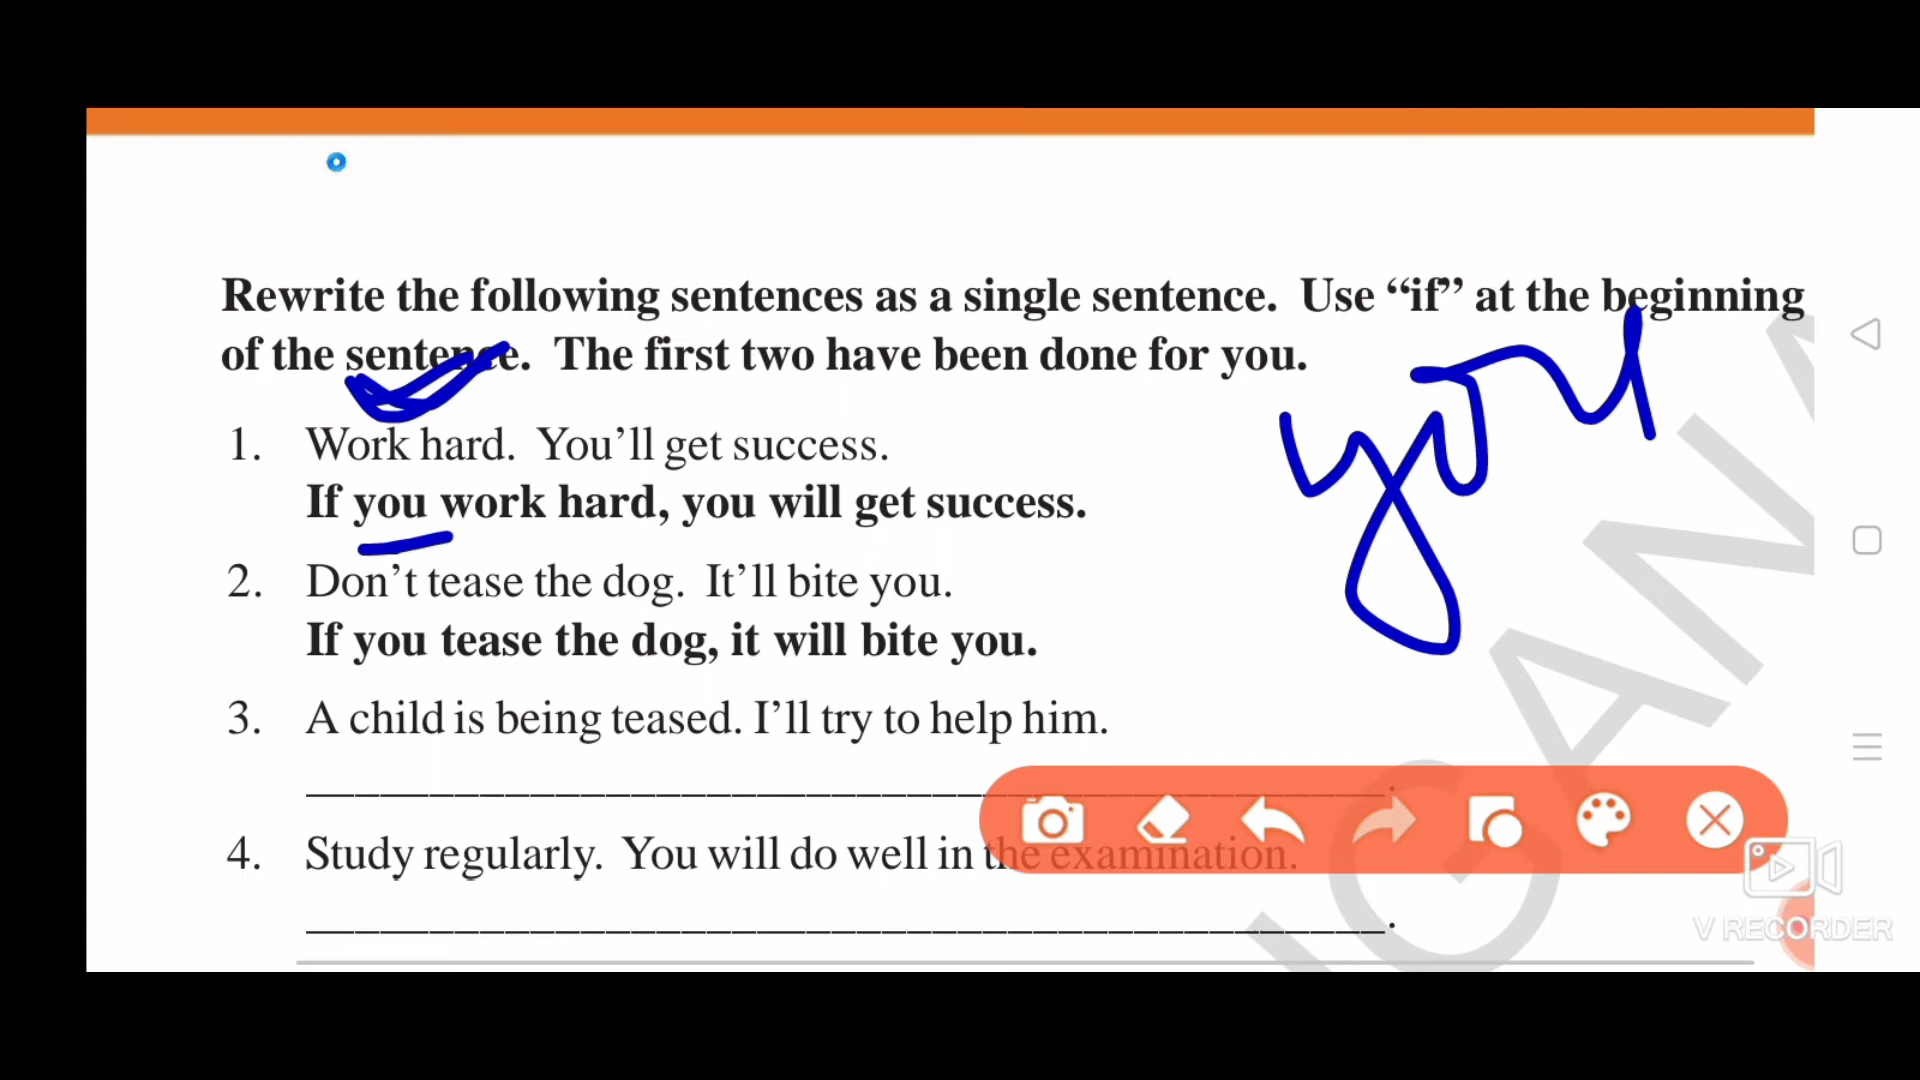 Rewrite the following sentences as a single sentence. Use “if” at the beginning
of the sentence. The first two have been done for you.
you
1. Work hard. You’ll get success.
If you work hard, you will get success.
2. Don’t tease the dog. It’ll bite you.
If you tease the dog, it will bite you.
3. A child is being teased. I’ll try to help him.
4. Study regularly. You will do well in the examination.
V RECORDER